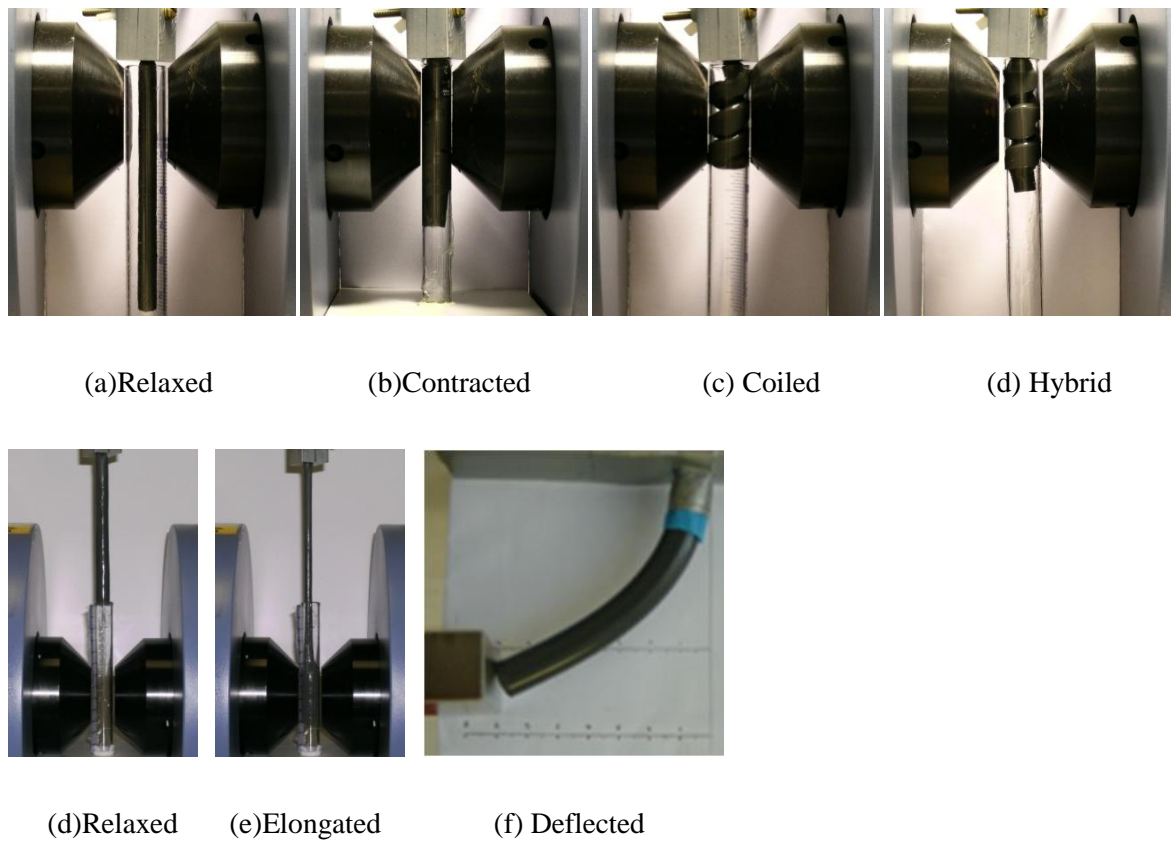 (a)Relaxed (b)Contracted (c) Coiled (d) Hybrid
(d)Relaxed (e)Elongated (f) Deflected